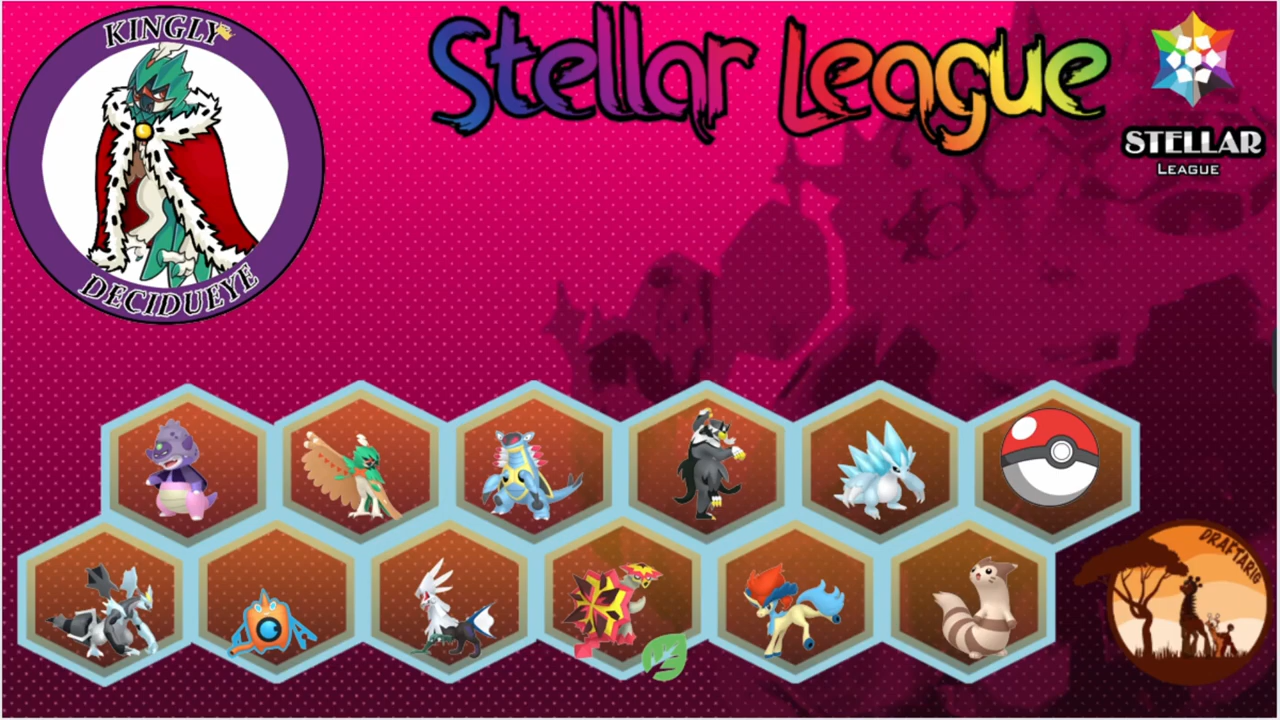 KINGLY
DECIDUEYE
Stellar League
STELLAR
LEAGUE
DRAFTARIG